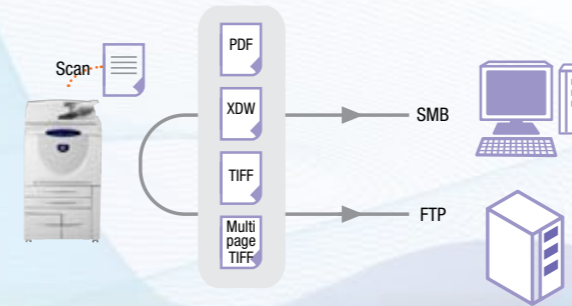 Scan
PDF
XDW
SMB
TIFF
FTP
Multi
page
TIFF